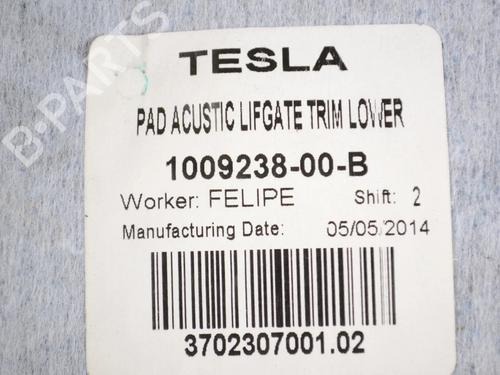 TESLA
PAD ACUSTIC LIFGATE TRIM LOWER
1009238-00-B
Worker: FELIPE Shift: 2
Manufacturing Date: 05/05/2014
3702307001.02
B-PARTS